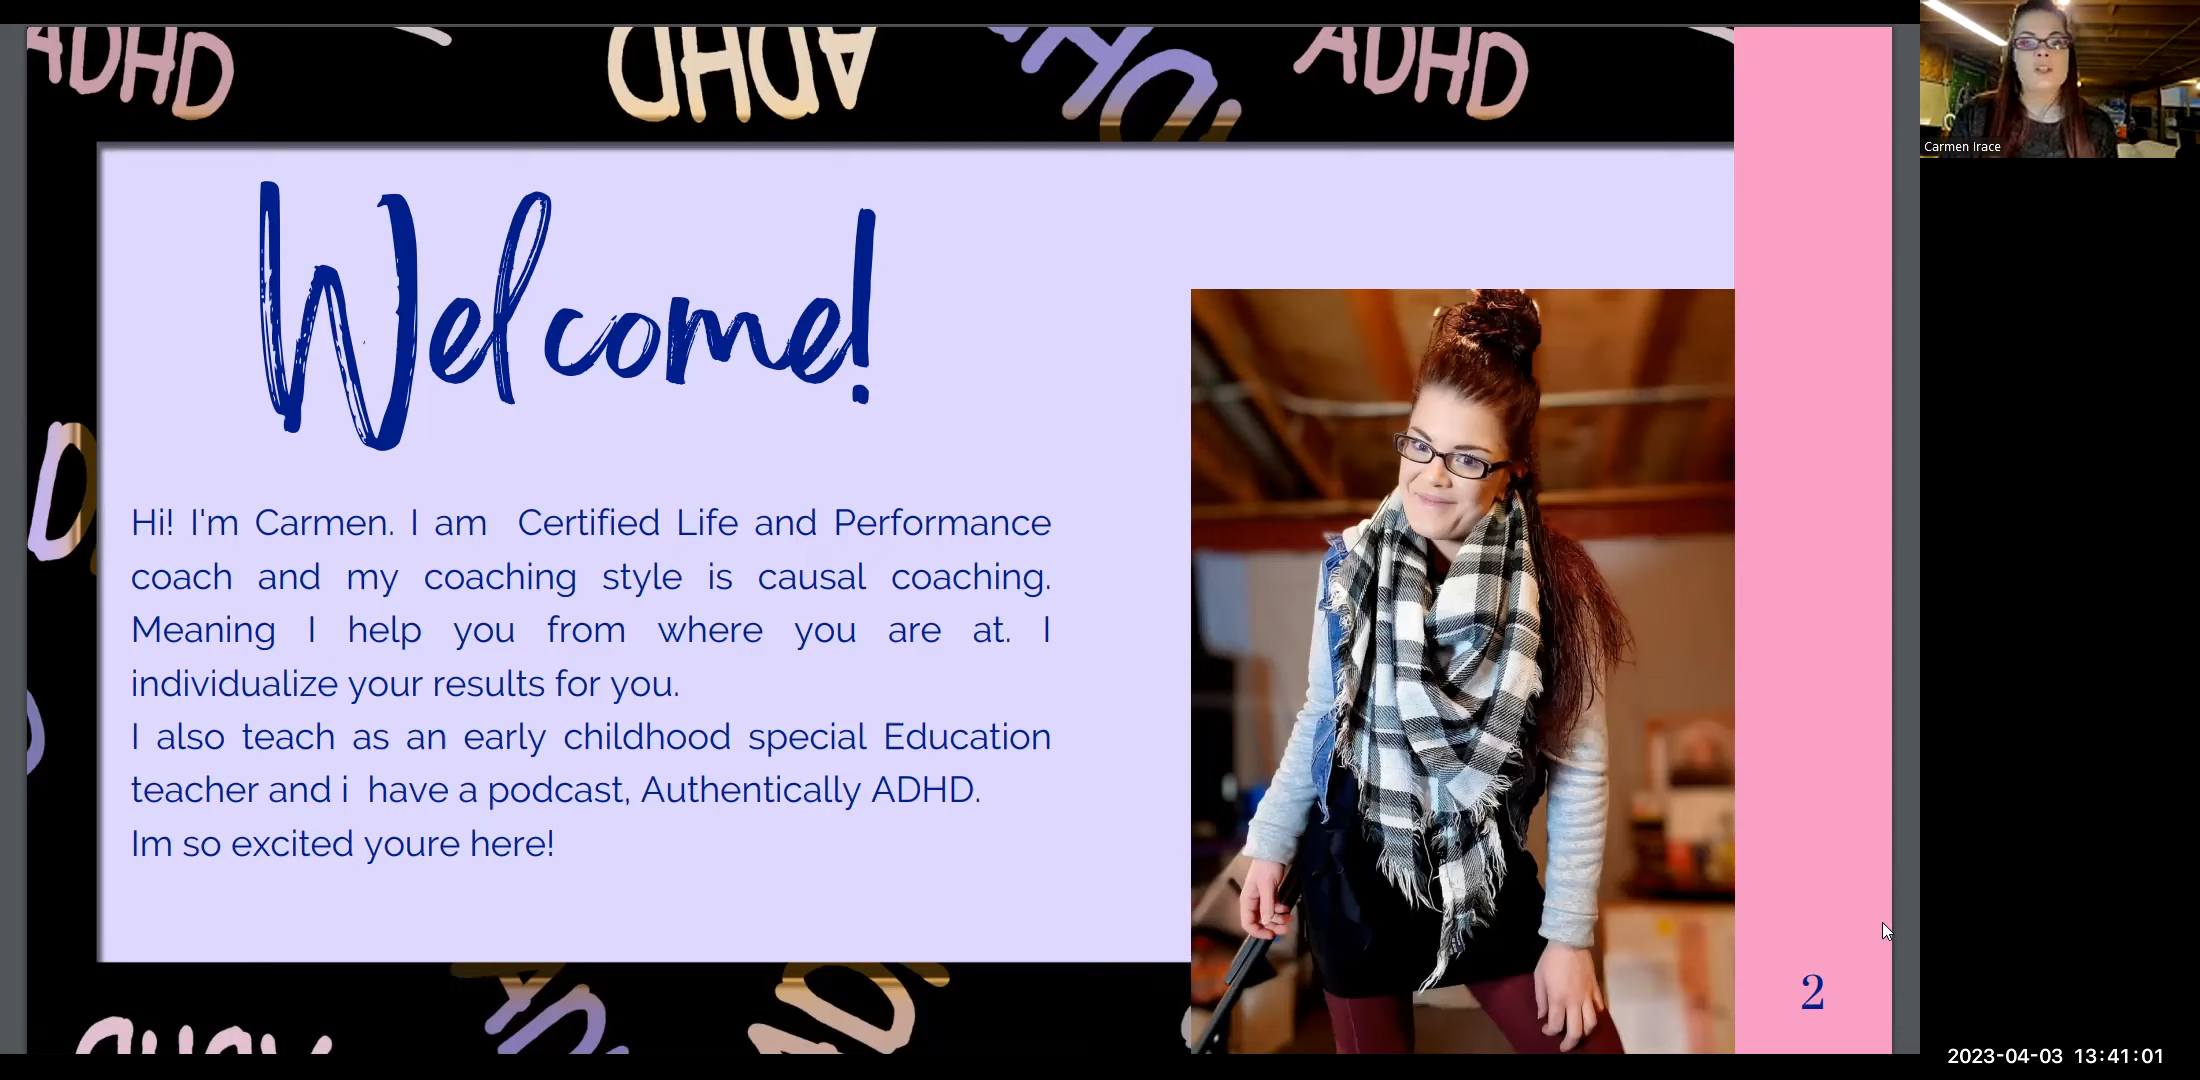 ADHD
ADHD
ADHD
ADHD
Carmen Irace
Welcome!
Hi! I'm Carmen. I am Certified Life and Performance
coach and my coaching style is causal coaching.
Meaning I help you from where you are at. I
individualize your results for you.
I also teach as an early childhood special Education
teacher and i have a podcast, Authentically ADHD.
Im so excited youre here!
2
2023-04-03 13:41:01